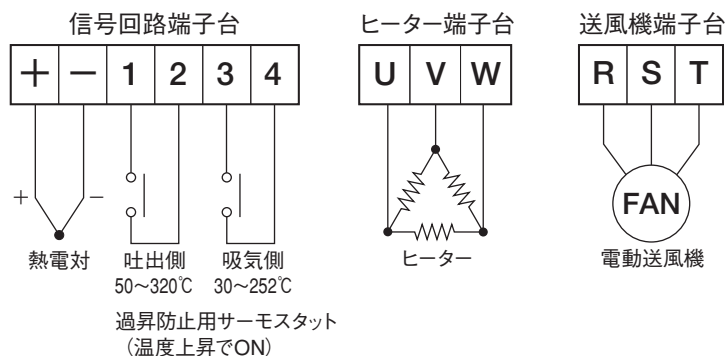 信号回路端子台
ヒーター端子台
送風機端子台
＋ − 1 2 3 4
U V W
R S T
＋ −
FAN
熱電対
吐出側
50～320℃
吸気側
30～252℃
ヒーター
電動送風機
過昇防止用サーモスタット
（温度上昇でON）